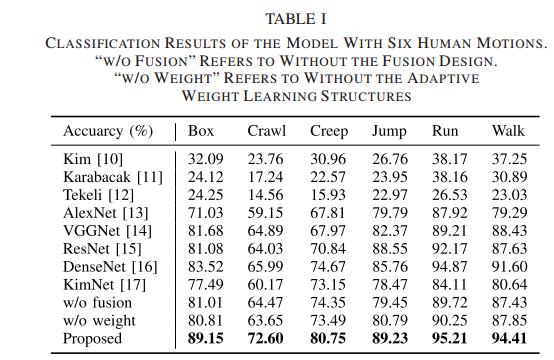 TABLE I
CLASSIFICATION RESULTS OF THE MODEL WITH SIX HUMAN MOTIONS.
“W/O FUSION” REFERS TO WITHOUT THE FUSION DESIGN.
“W/O WEIGHT” REFERS TO WITHOUT THE ADAPTIVE
WEIGHT LEARNING STRUCTURES
Accuarcy (%) Box Crawl Creep Jump Run Walk
Kim [10] 32.09 23.76 30.96 26.76 38.17 37.25
Karabacak [11] 24.12 17.24 22.57 23.95 38.16 30.89
Tekeli [12] 24.25 14.56 15.93 22.97 26.53 23.03
AlexNet [13] 71.03 59.15 67.81 79.79 87.92 79.29
VGGNet [14] 81.68 64.89 67.97 82.37 89.21 88.43
ResNet [15] 81.08 64.03 70.84 88.55 92.17 87.63
DenseNet [16] 83.52 65.99 74.67 85.76 94.87 91.60
KimNet [17] 77.49 60.17 73.15 78.47 84.11 80.64
w/o fusion 81.01 64.47 74.35 79.45 89.72 87.43
w/o weight 80.81 63.65 73.49 80.79 90.25 87.85
Proposed 89.15 72.60 80.75 89.23 95.21 94.41